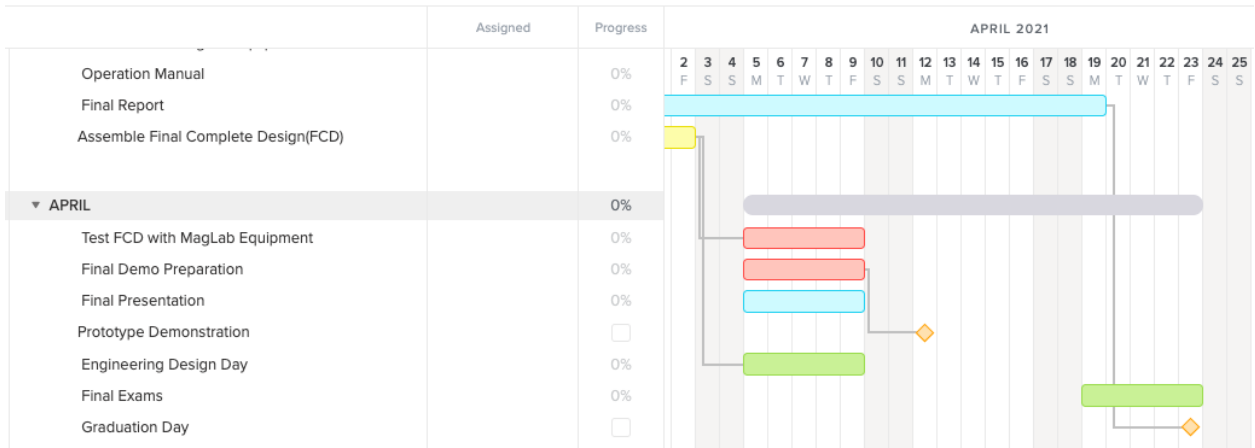 Assigned Progress APRIL 2021
2 3 4 5 6 7 8 9 10 11 12 13 14 15 16 17 18 19 20 21 22 23 24 25
F S S M T W T F S S M T W T F S S M T W T F S S
Operation Manual 0%
Final Report 0%
Assemble Final Complete Design(FCD) 0%
APRIL 0%
Test FCD with MagLab Equipment 0%
Final Demo Preparation 0%
Final Presentation 0%
Prototype Demonstration
Engineering Design Day 0%
Final Exams 0%
Graduation Day